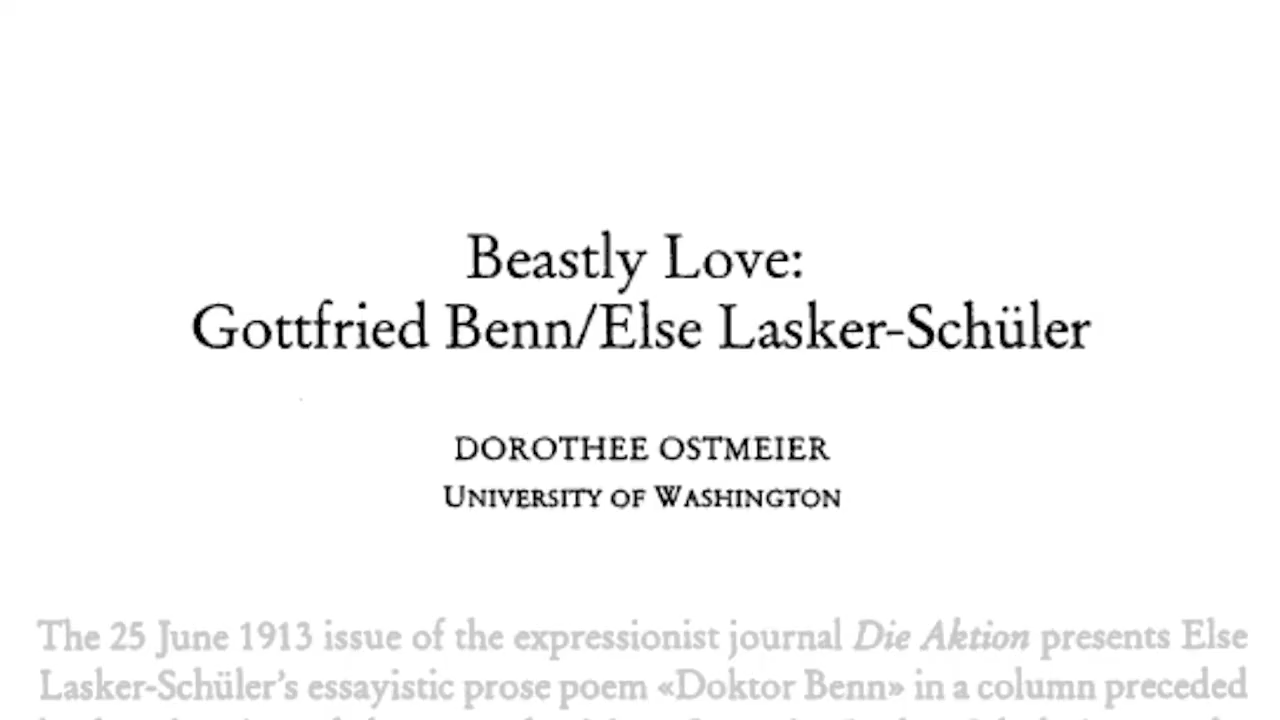 Beastly Love:
Gottfried Benn/Else Lasker-Schüler
DOROTHEE OSTMEIER
UNIVERSITY OF WASHINGTON
The 25 June 1913 issue of the expressionist journal Die Aktion presents Else
Lasker-Schüler's essayistic prose poem «Doktor Benn» in a column preceded